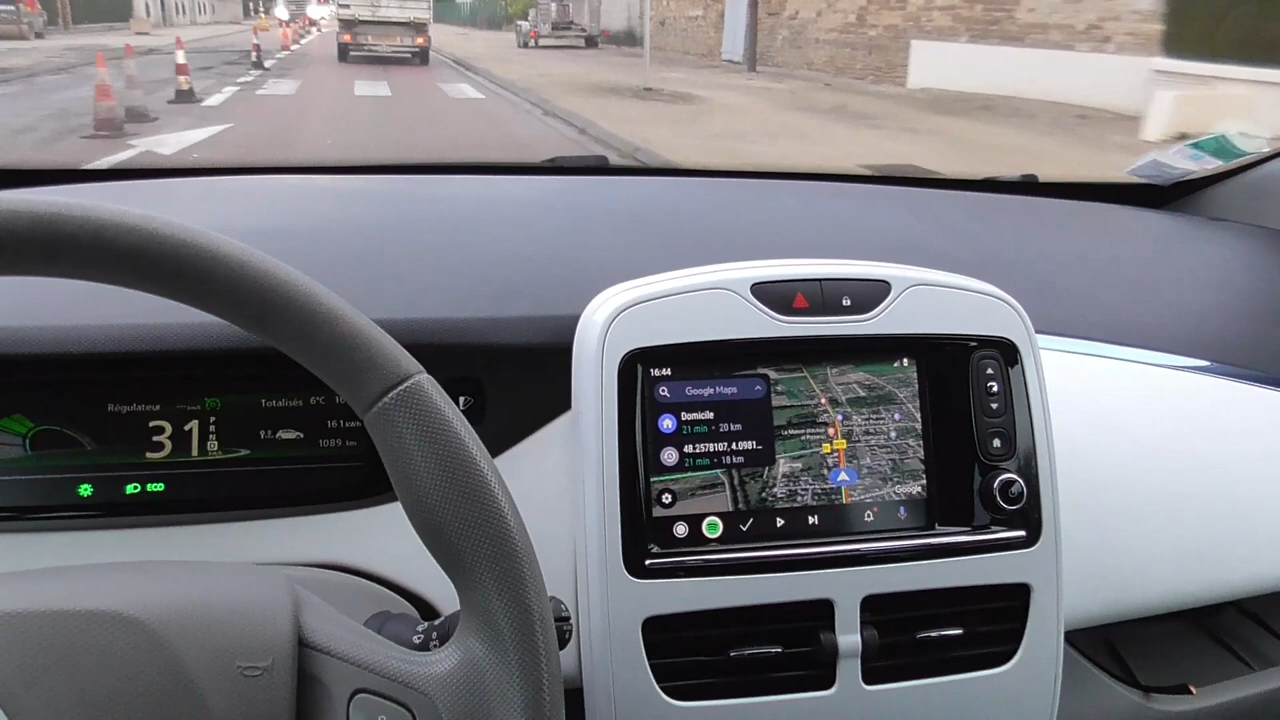 16:44
Google Maps
Domicile
21 min • 20 km
48.2578107, 4.0981...
21 min • 18 km
Google
Régulateur
Totalisés
6°C
31
P
R
N
D
161 kWh
1089 km
ECO